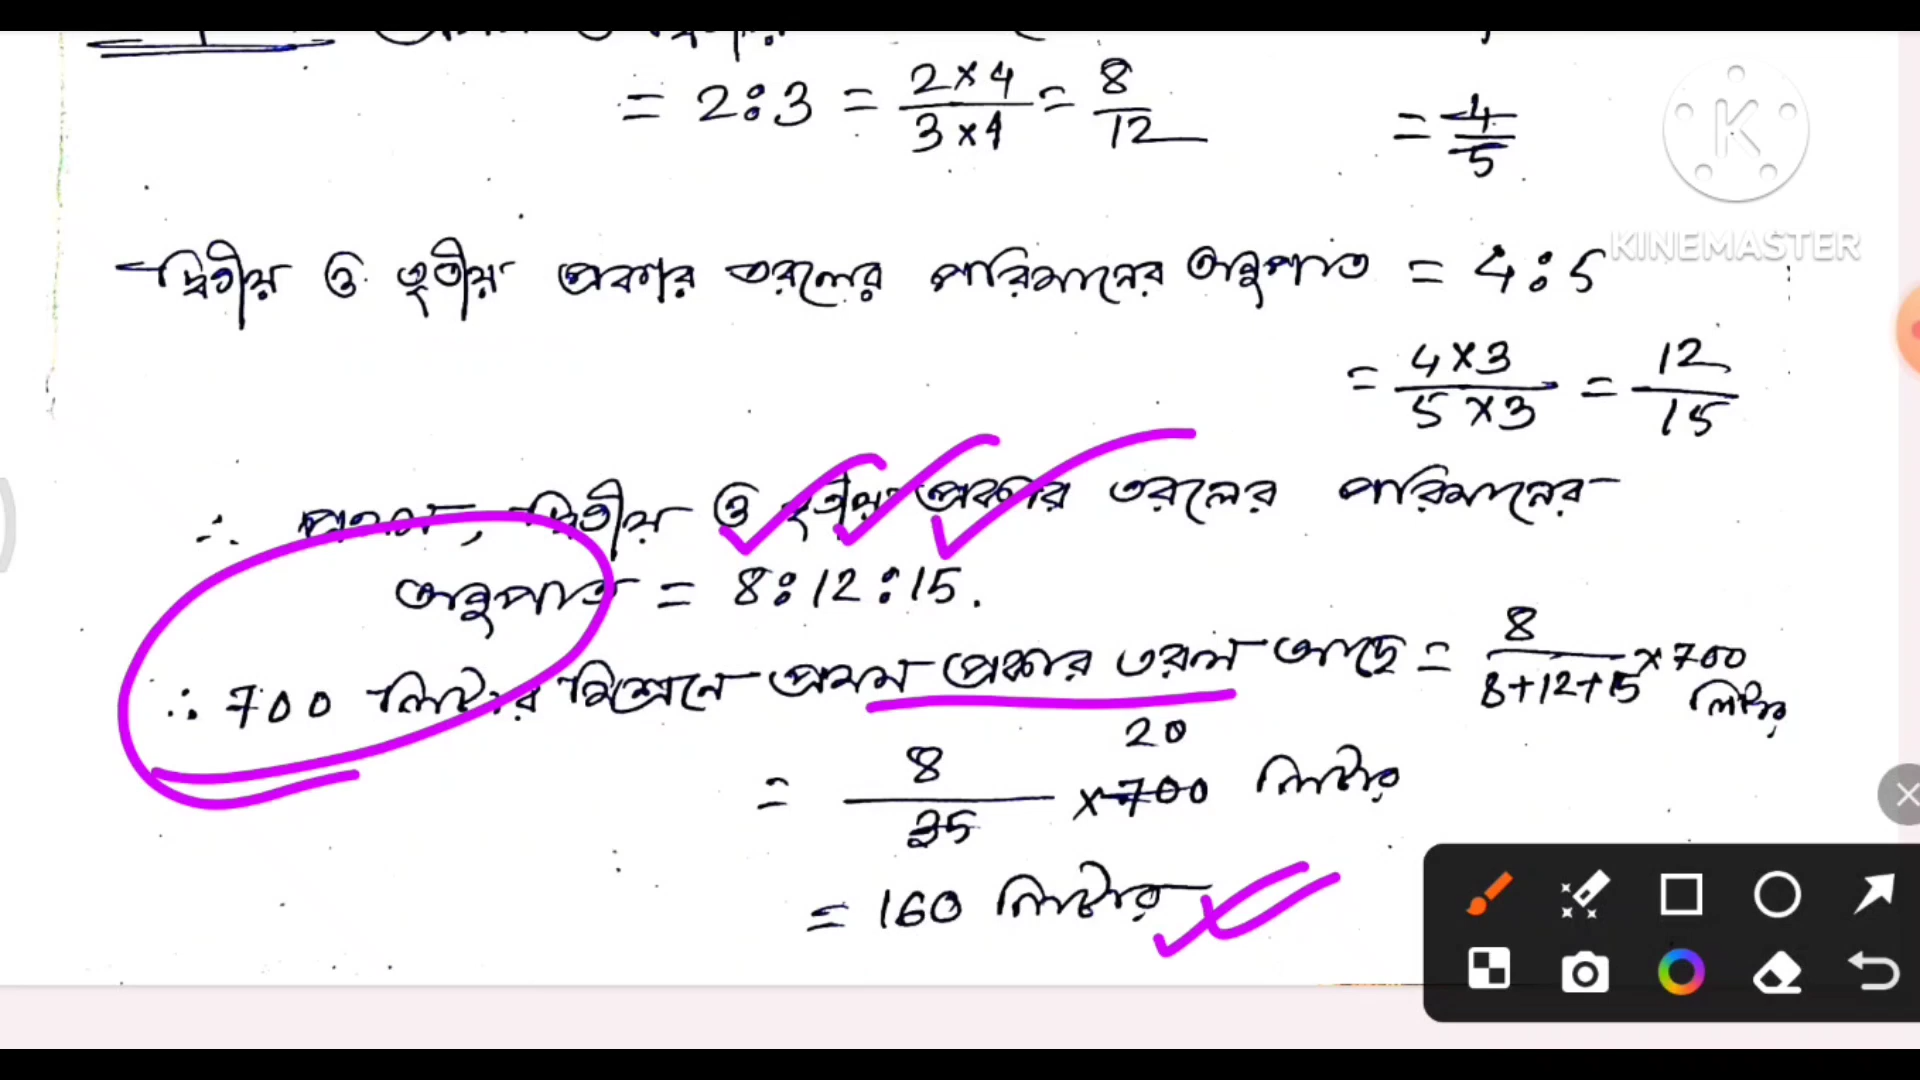 = 2:3 = 2×4/3×4 = 8/12 = 4/5
KINEMASTER
দ্বিতীয় ও তৃতীয় প্রকার তরলের পরিমানের অনুপাত = 4:5
= 4×3/5×3 = 12/15
∴ প্রথম, দ্বিতীয় ও তৃতীয় প্রকার তরলের পরিমানের
অনুপাত = 8:12:15.
∴ 700 লিটার মিশ্রনে প্রথম প্রকার তরল আছে = 8/8+12+15 × 700 লিটার
20
= 8/35 × 700 লিটার
= 160 লিটার